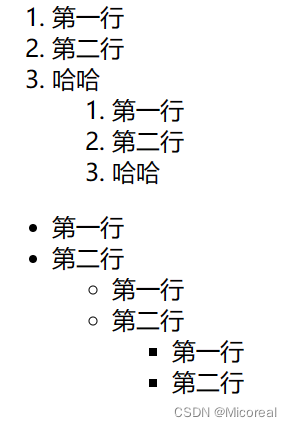 1. 第一行
2. 第二行
3. 哈哈
1. 第一行
2. 第二行
3. 哈哈
• 第一行
• 第二行
○ 第一行
○ 第二行
▪ 第一行
▪ 第二行
CSDN @Micoreal